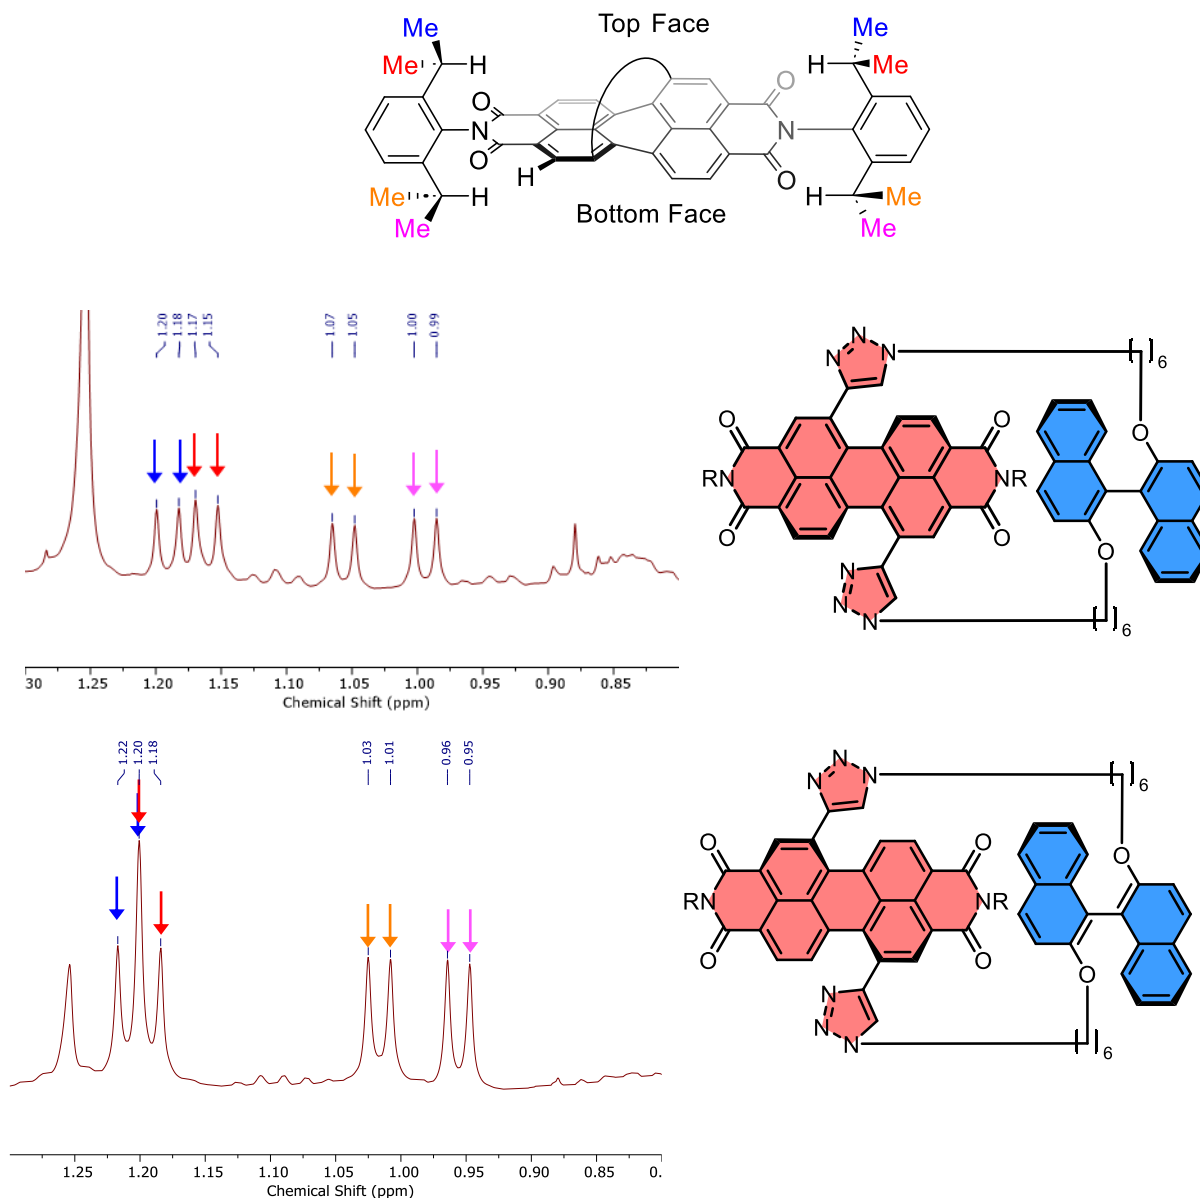 Top Face
Me Me
Me H H Me
O O
N N
O O
H
Me H H Me
Bottom Face
Me Me
1.20 1.18 1.17 1.15 1.07 1.05 1.00 0.99
N N N ( ) 6
O O O
RN NR
O O O
N N N ( ) 6
30 1.25 1.20 1.15 1.10 1.05 1.00 0.95 0.90 0.85
Chemical Shift (ppm)
1.22 1.20 1.18 1.03 1.01 0.96 0.95
N N N ( ) 6
O O O
RN NR
O O O
N N N ( ) 6
1.25 1.20 1.15 1.10 1.05 1.00 0.95 0.90 0.85 0.
Chemical Shift (ppm)